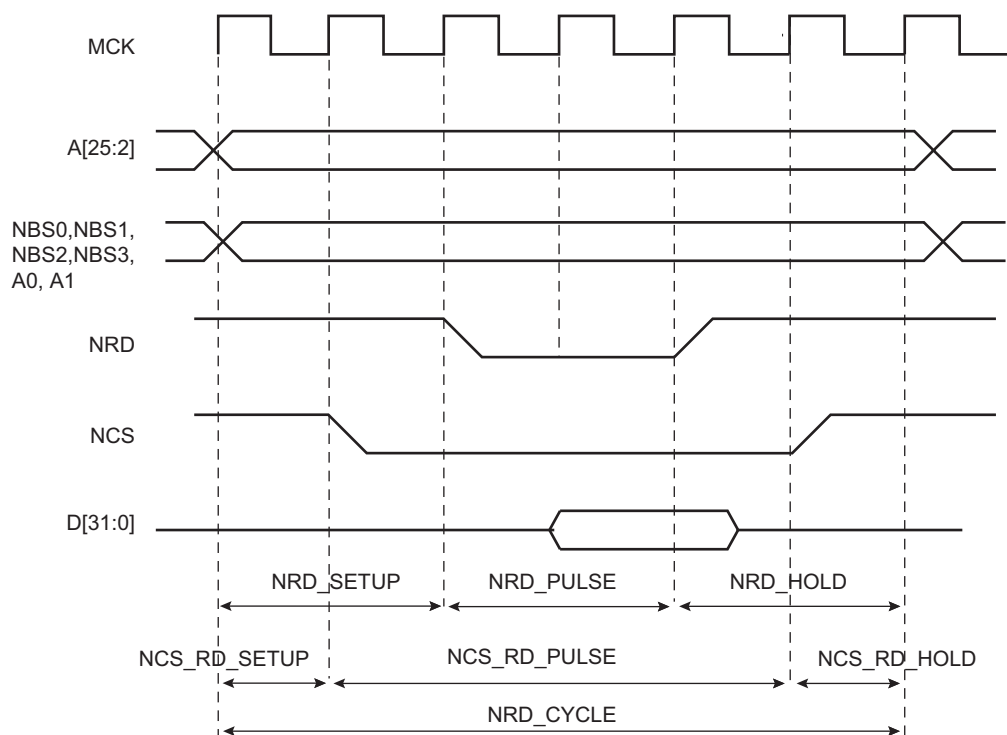 MCK
A[25:2]
NBS0,NBS1,
NBS2,NBS3,
A0, A1
NRD
NCS
D[31:0]
NRD_SETUP NRD_PULSE NRD_HOLD
NCS_RD_SETUP NCS_RD_PULSE NCS_RD_HOLD
NRD_CYCLE